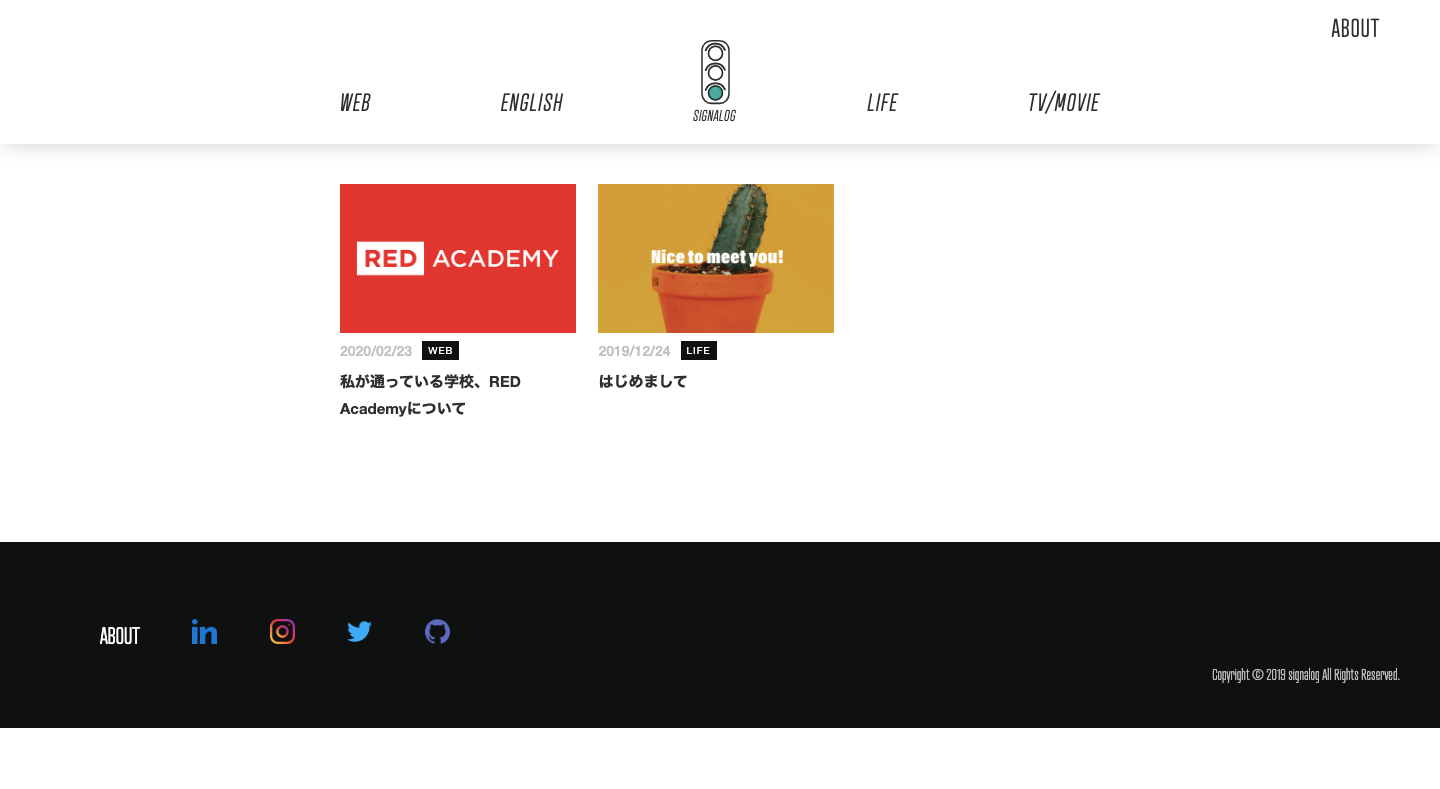 ABOUT
WEB
ENGLISH
SIGNALOG
LIFE
TV/MOVIE
RED ACADEMY
2020/02/23 WEB
私が通っている学校、RED
Academyについて
Nice to meet you!
2019/12/24 LIFE
はじめまして
ABOUT
in
Copyright © 2019 signalog All Rights Reserved.